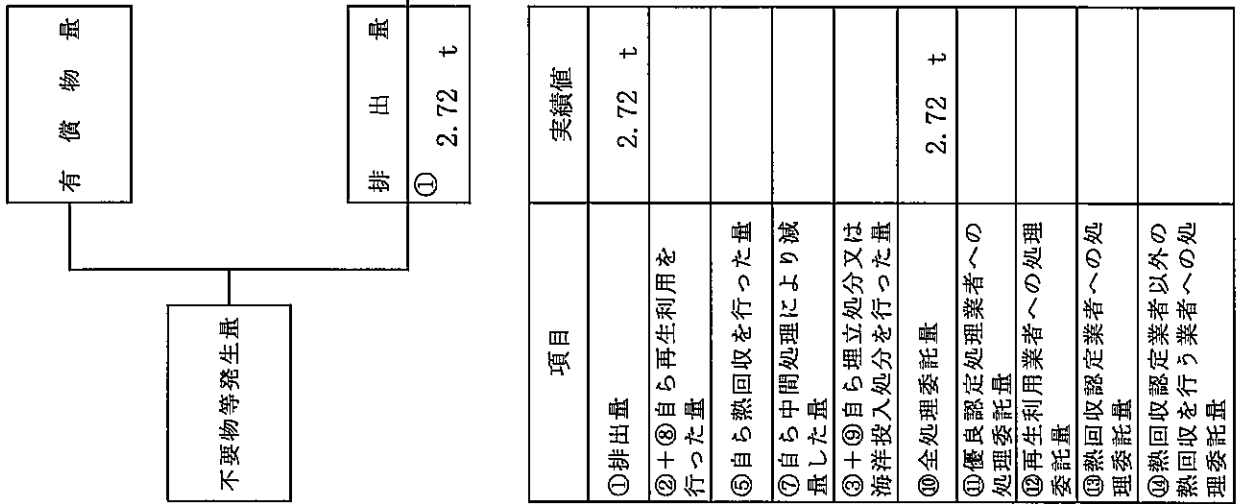 不要物等発生量
有償物量
排出量
① 2.72 t
項目
実績値
①排出量
2.72 t
②+⑧自ら再生利用を
行った量
⑤自ら熱回収を行った量
⑦自ら中間処理により減
量した量
③+⑨自ら埋立処分又は
海洋投入処分を行った量
⑩全処理委託量
2.72 t
⑪優良認定処理業者への
処理委託量
⑫再生利用業者への処理
委託量
⑬熱回収認定業者への処
理委託量
⑭熱回収認定業者以外の
熱回収を行う業者への処
理委託量